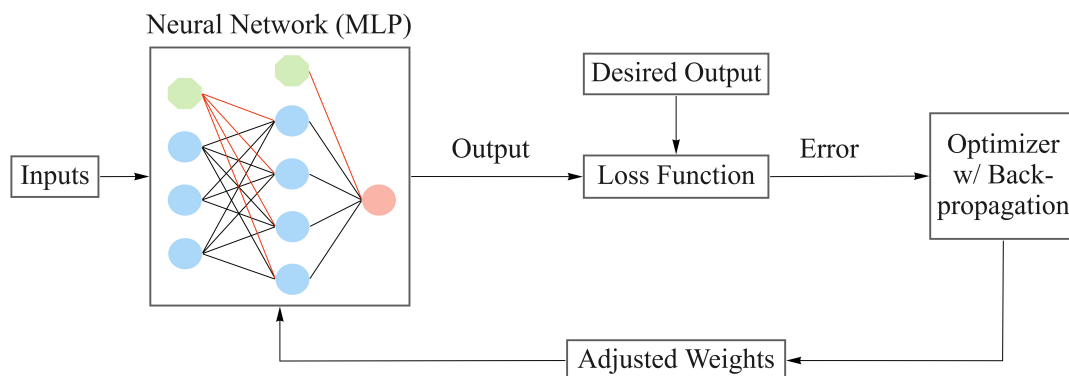 Neural Network (MLP)
Desired Output
Inputs
Output
Loss Function
Error
Optimizer
w/ Back-
propagation
Adjusted Weights